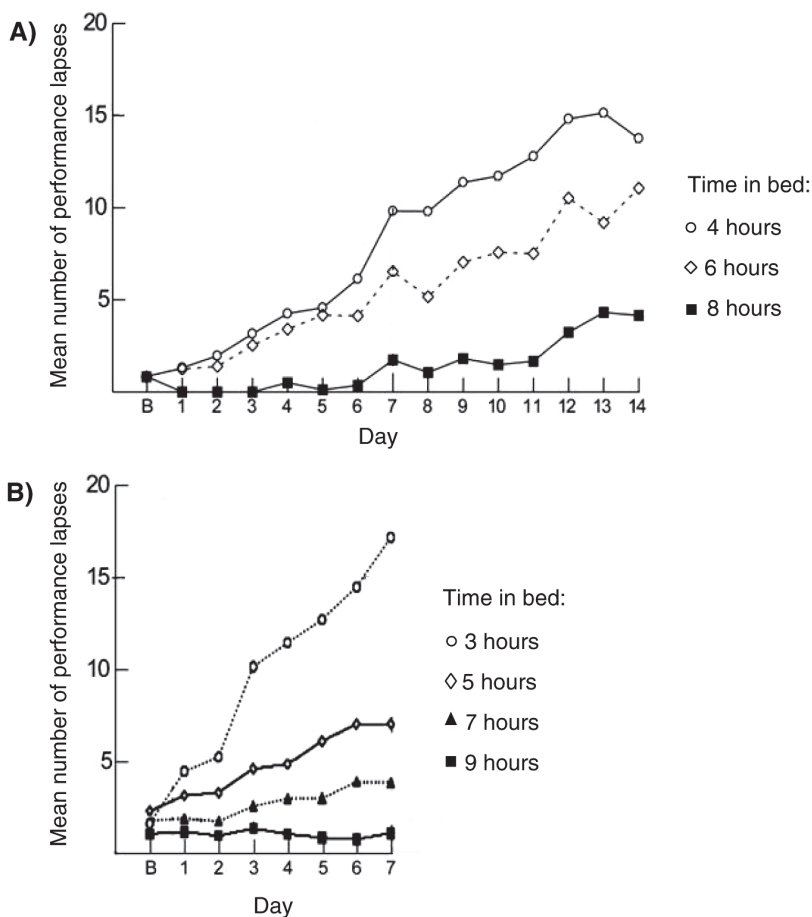 A)
Mean number of performance lapses
20
15
10
5
B 1 2 3 4 5 6 7 8 9 10 11 12 13 14
Day
Time in bed:
4 hours
6 hours
8 hours
B)
Mean number of performance lapses
20
15
10
5
B 1 2 3 4 5 6 7
Day
Time in bed:
3 hours
5 hours
7 hours
9 hours